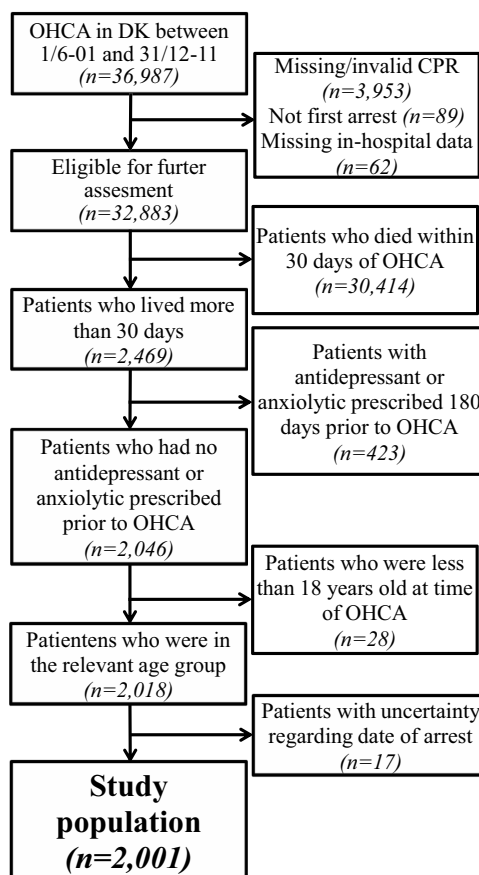 OHCA in DK between
1/6-01 and 31/12-11
(n=36,987)
Missing/invalid CPR
(n=3,953)
Not first arrest (n=89)
Missing in-hospital data
(n=62)
Eligible for furter
assesment
(n=32,883)
Patients who died within
30 days of OHCA
(n=30,414)
Patients who lived more
than 30 days
(n=2,469)
Patients with
antidepressant or
anxiolytic prescribed 180
days prior to OHCA
(n=423)
Patients who had no
antidepressant or
anxiolytic prescribed
prior to OHCA
(n=2,046)
Patients who were less
than 18 years old at time
of OHCA
(n=28)
Patientens who were in
the relevant age group
(n=2,018)
Patients with uncertainty
regarding date of arrest
(n=17)
Study
population
(n=2,001)